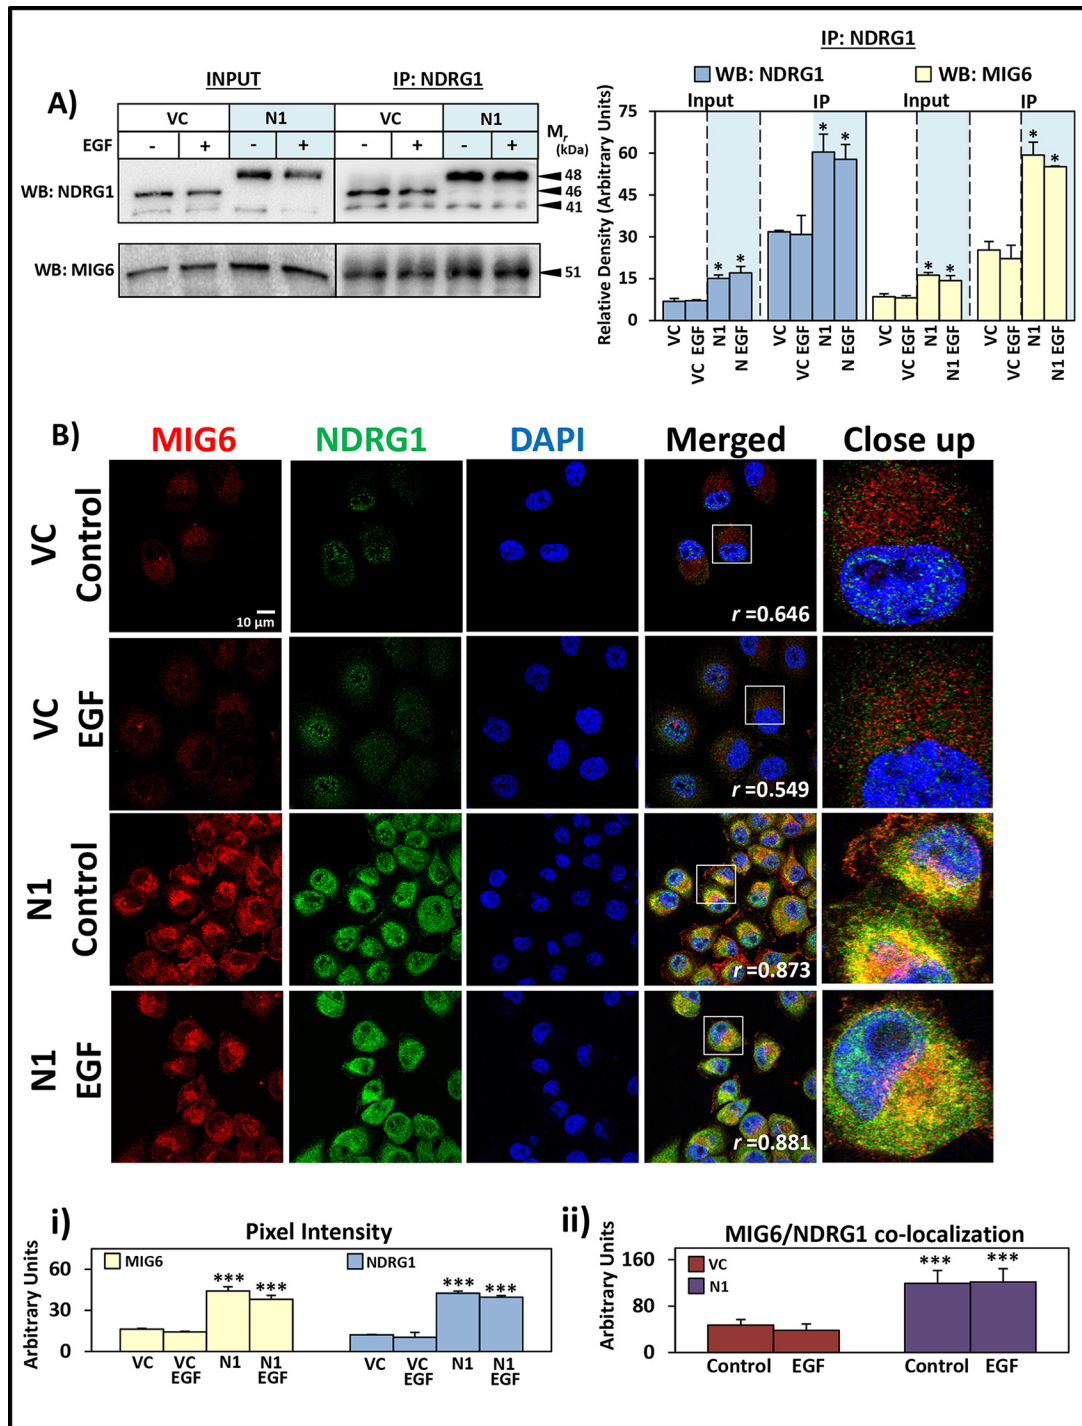 A)
INPUT
IP: NDRG1
VC
N1
VC
N1
EGF
-
+
-
+
-
+
-
+
Mr
(kDa)
WB: NDRG1
48
46
41
WB: MIG6
51
IP: NDRG1
WB: NDRG1
WB: MIG6
Input
IP
Input
IP
Relative Density (Arbitrary Units)
75
60
45
30
15
0
*
*
*
*
*
*
*
*
VC
VC EGF
N1
N EGF
VC
VC EGF
N1
N EGF
VC
VC EGF
N1
N1 EGF
VC
VC EGF
N1
N1 EGF
B)
MIG6
NDRG1
DAPI
Merged
Close up
VC
Control
10 µm
r =0.646
VC
EGF
r =0.549
N1
Control
r =0.873
N1
EGF
r =0.881
i)
Pixel Intensity
Arbitrary Units
60
30
0
MIG6
NDRG1
***
***
***
***
VC
VC
EGF
N1
N1
EGF
VC
VC
EGF
N1
N1
EGF
ii)
MIG6/NDRG1 co-localization
Arbitrary Units
160
80
0
VC
N1
***
***
Control
EGF
Control
EGF